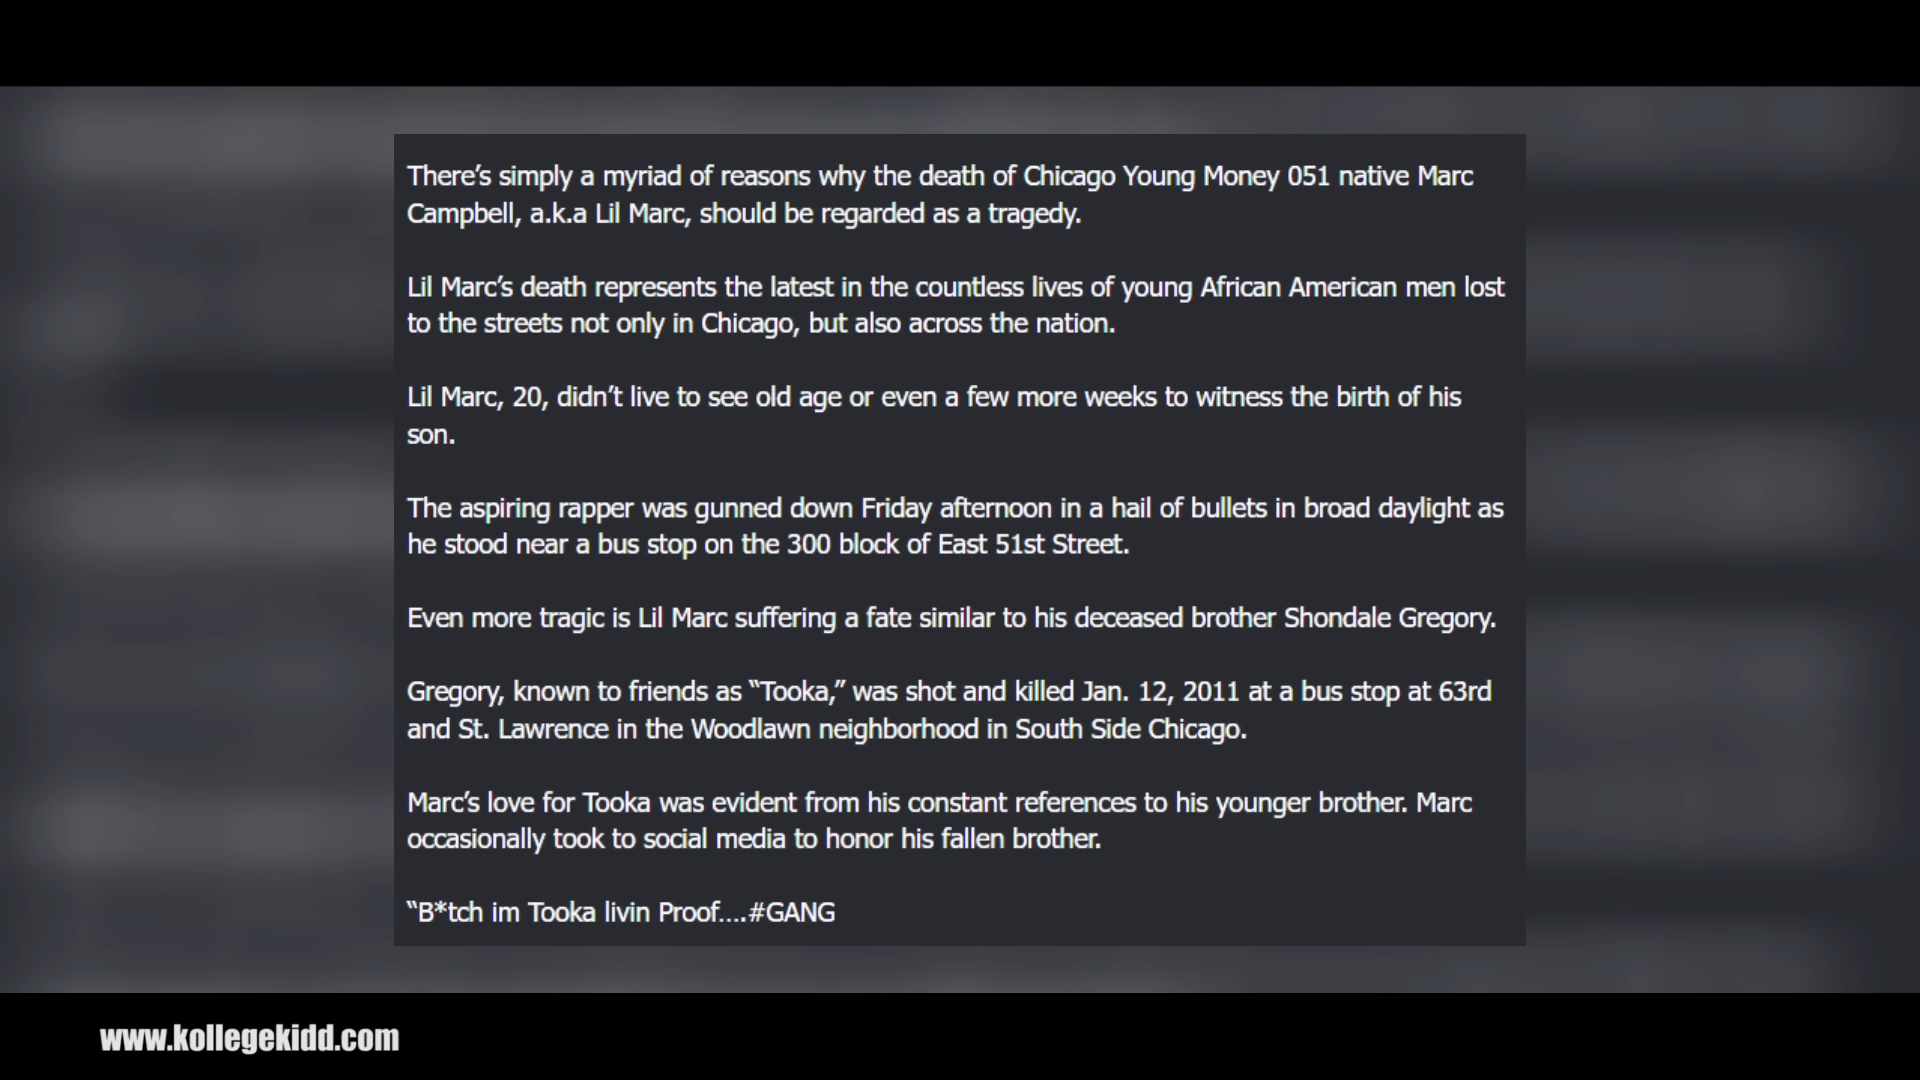 There’s simply a myriad of reasons why the death of Chicago Young Money 051 native Marc
Campbell, a.k.a Lil Marc, should be regarded as a tragedy.
Lil Marc’s death represents the latest in the countless lives of young African American men lost
to the streets not only in Chicago, but also across the nation.
Lil Marc, 20, didn’t live to see old age or even a few more weeks to witness the birth of his
son.
The aspiring rapper was gunned down Friday afternoon in a hail of bullets in broad daylight as
he stood near a bus stop on the 300 block of East 51st Street.
Even more tragic is Lil Marc suffering a fate similar to his deceased brother Shondale Gregory.
Gregory, known to friends as “Tooka,” was shot and killed Jan. 12, 2011 at a bus stop at 63rd
and St. Lawrence in the Woodlawn neighborhood in South Side Chicago.
Marc’s love for Tooka was evident from his constant references to his younger brother. Marc
occasionally took to social media to honor his fallen brother.
“B*tch im Tooka livin Proof….#GANG
www.kollegekidd.com